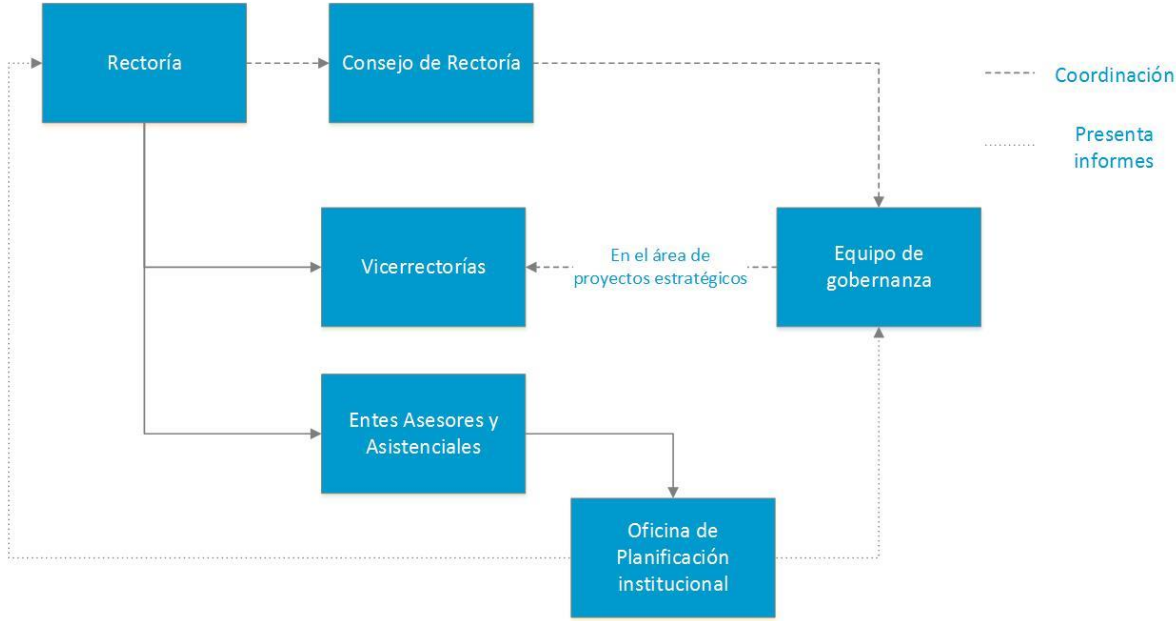 Rectoría
Consejo de Rectoría
Coordinación
Presenta
informes
Vicerrectorías
En el área de
proyectos estratégicos
Equipo de
gobernanza
Entes Asesores y
Asistenciales
Oficina de
Planificación
institucional